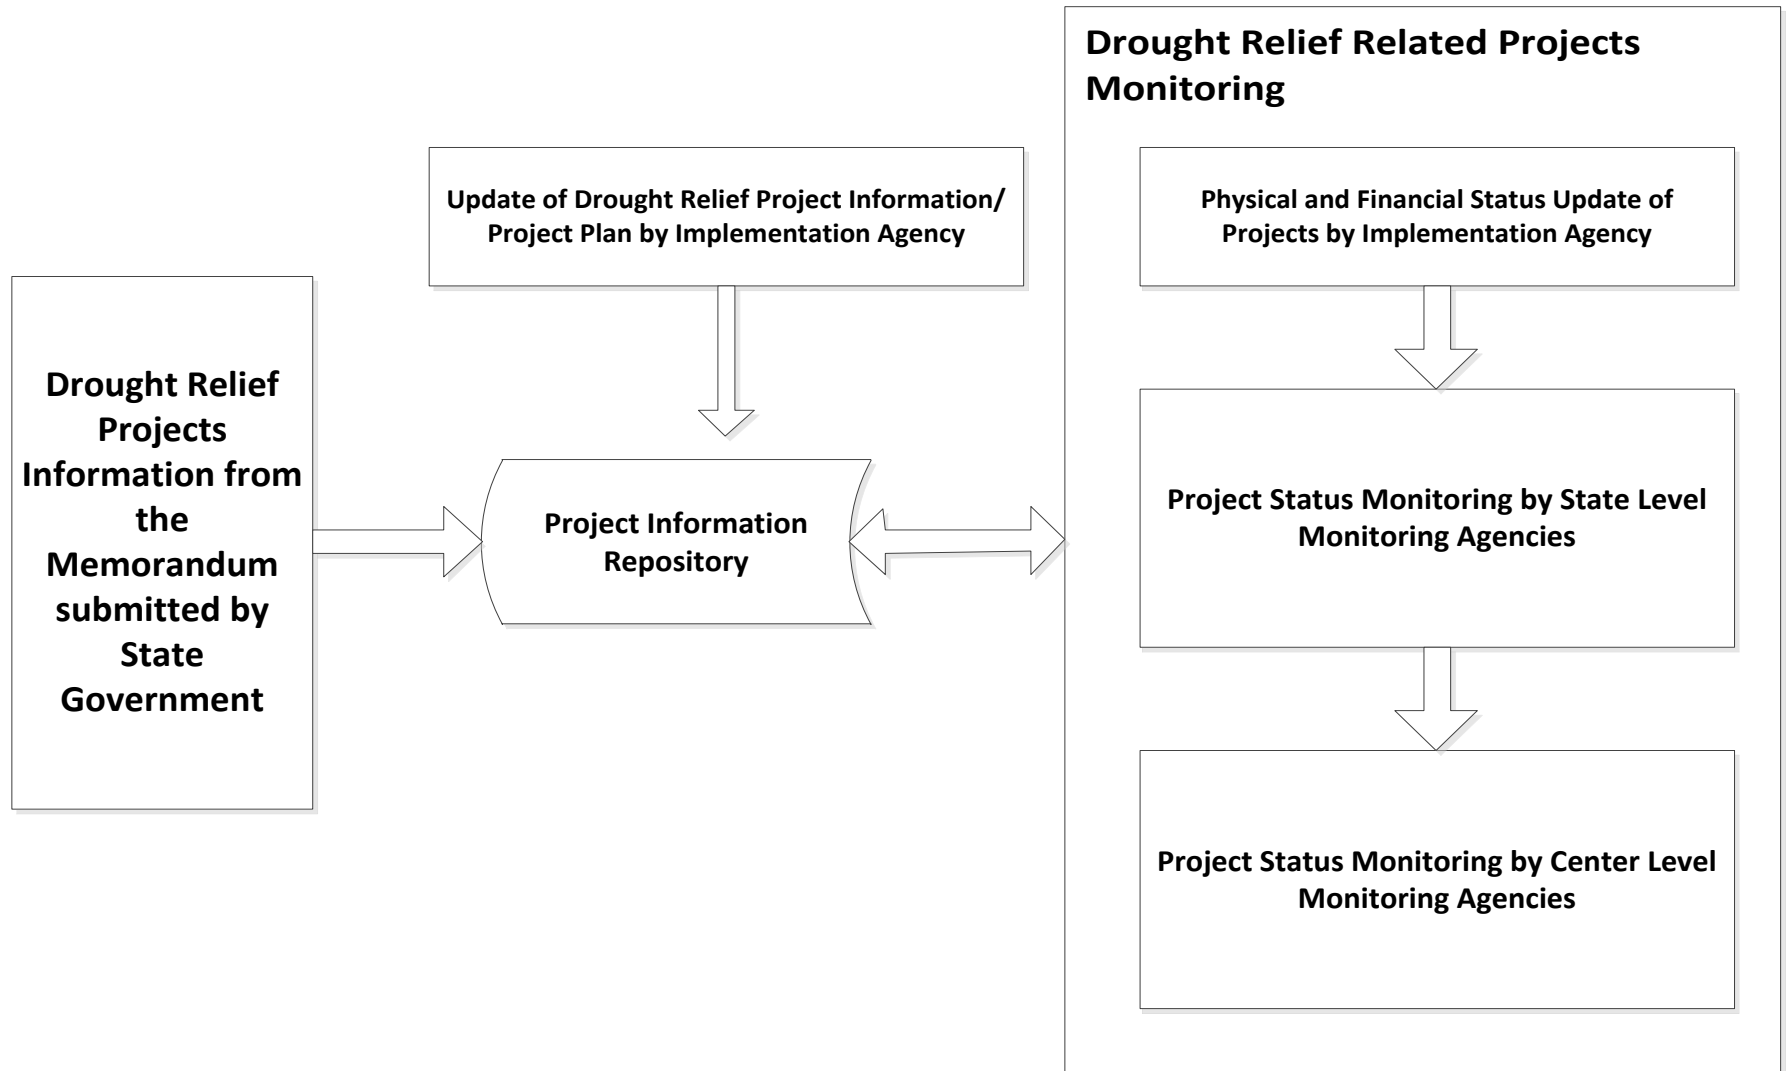 Drought Relief Related Projects
Monitoring
Update of Drought Relief Project Information/
Project Plan by Implementation Agency
Physical and Financial Status Update of
Projects by Implementation Agency
Drought Relief
Projects
Information from
the
Memorandum
submitted by
State
Government
Project Information
Repository
Project Status Monitoring by State Level
Monitoring Agencies
Project Status Monitoring by Center Level
Monitoring Agencies